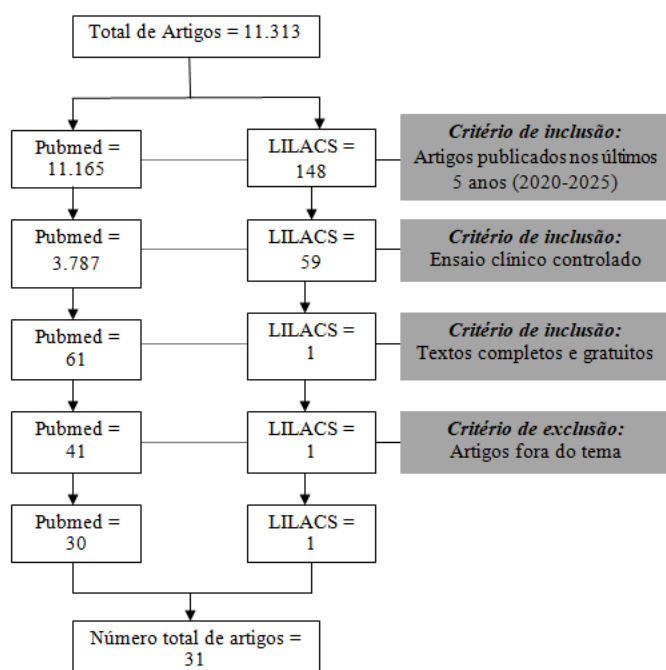 Total de Artigos = 11.313
Pubmed =
11.165
LILACS =
148
Critério de inclusão:
Artigos publicados nos últimos
5 anos (2020-2025)
Pubmed =
3.787
LILACS =
59
Critério de inclusão:
Ensaio clínico controlado
Pubmed =
61
LILACS =
1
Critério de inclusão:
Textos completos e gratuitos
Pubmed =
41
LILACS =
1
Critério de exclusão:
Artigos fora do tema
Pubmed =
30
LILACS =
1
Número total de artigos =
31